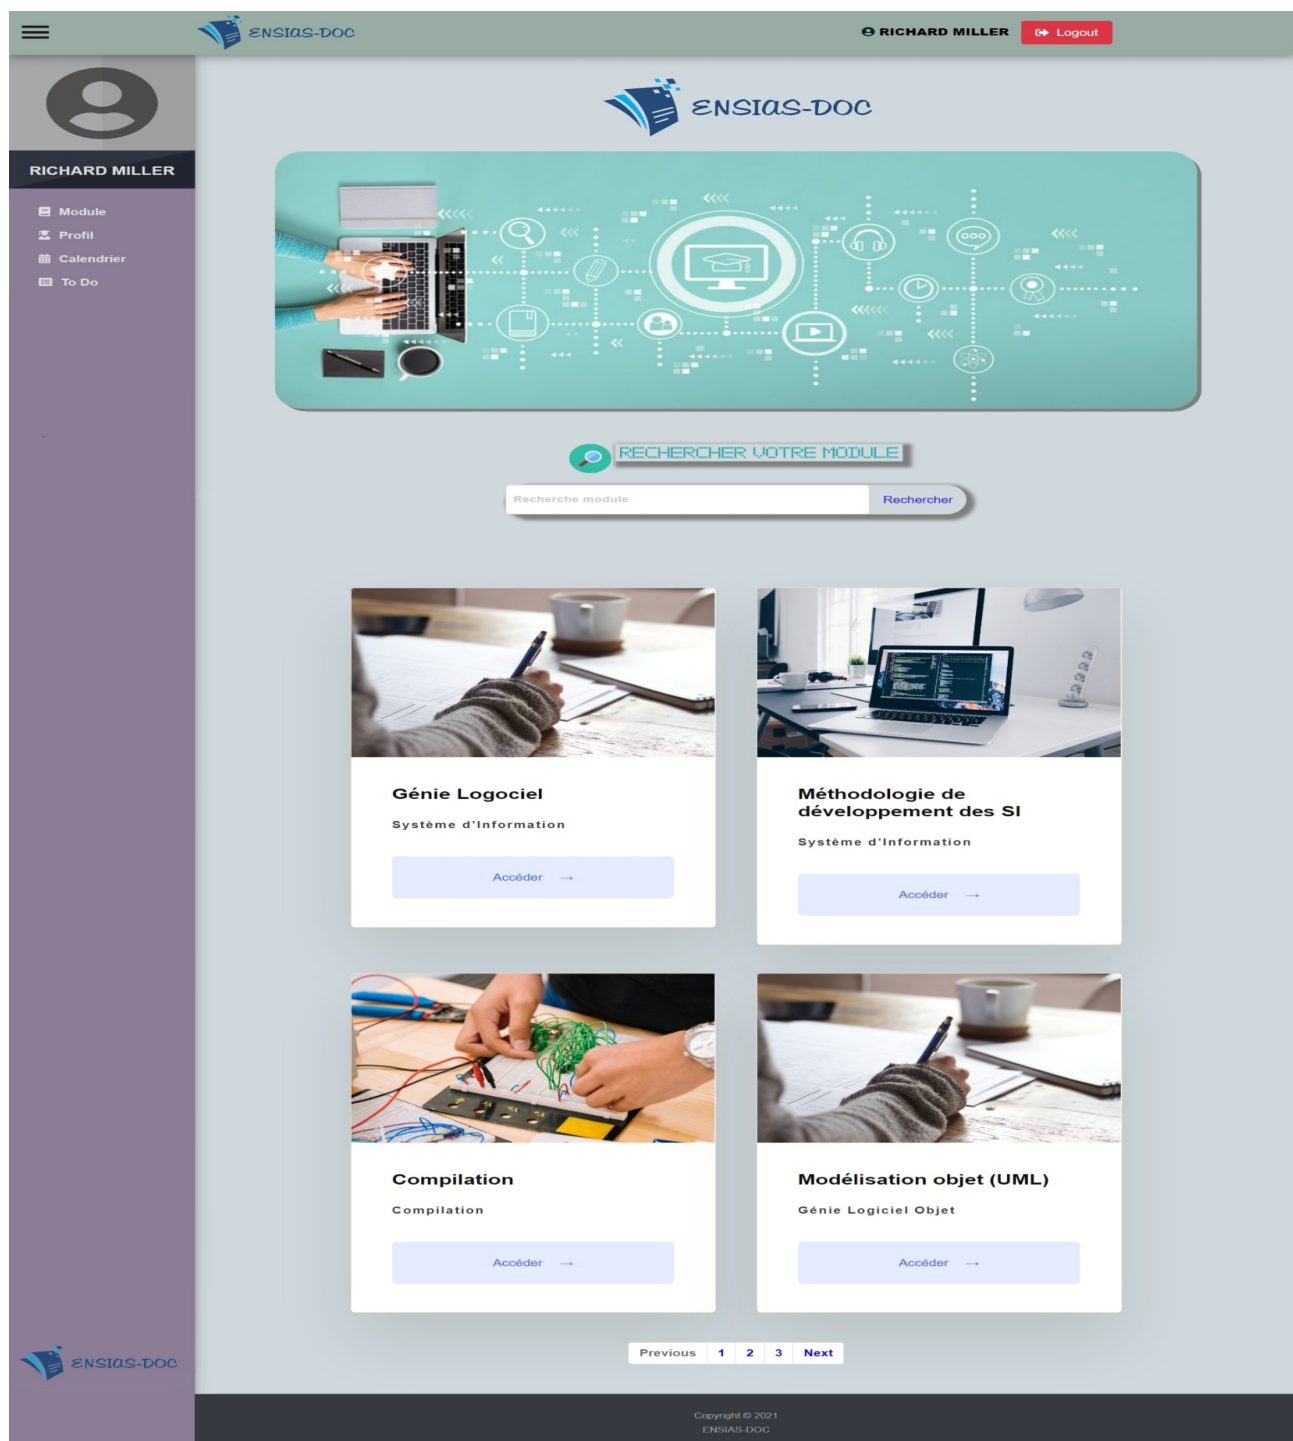 ENSIAS-DOC
RICHARD MILLER
Logout
ENSIAS-DOC
RICHARD MILLER
Module
Profil
Calendrier
To Do
RECHERCHER VOTRE MODULE
Recherche module
Rechercher
Génie Logociel
Système d'Information
Accéder →
Méthodologie de
développement des SI
Système d'Information
Accéder →
Compilation
Compilation
Accéder →
Modélisation objet (UML)
Génie Logiciel Objet
Accéder →
Previous 1 2 3 Next
ENSIAS-DOC
Copyright © 2021
ENSIAS-DOC